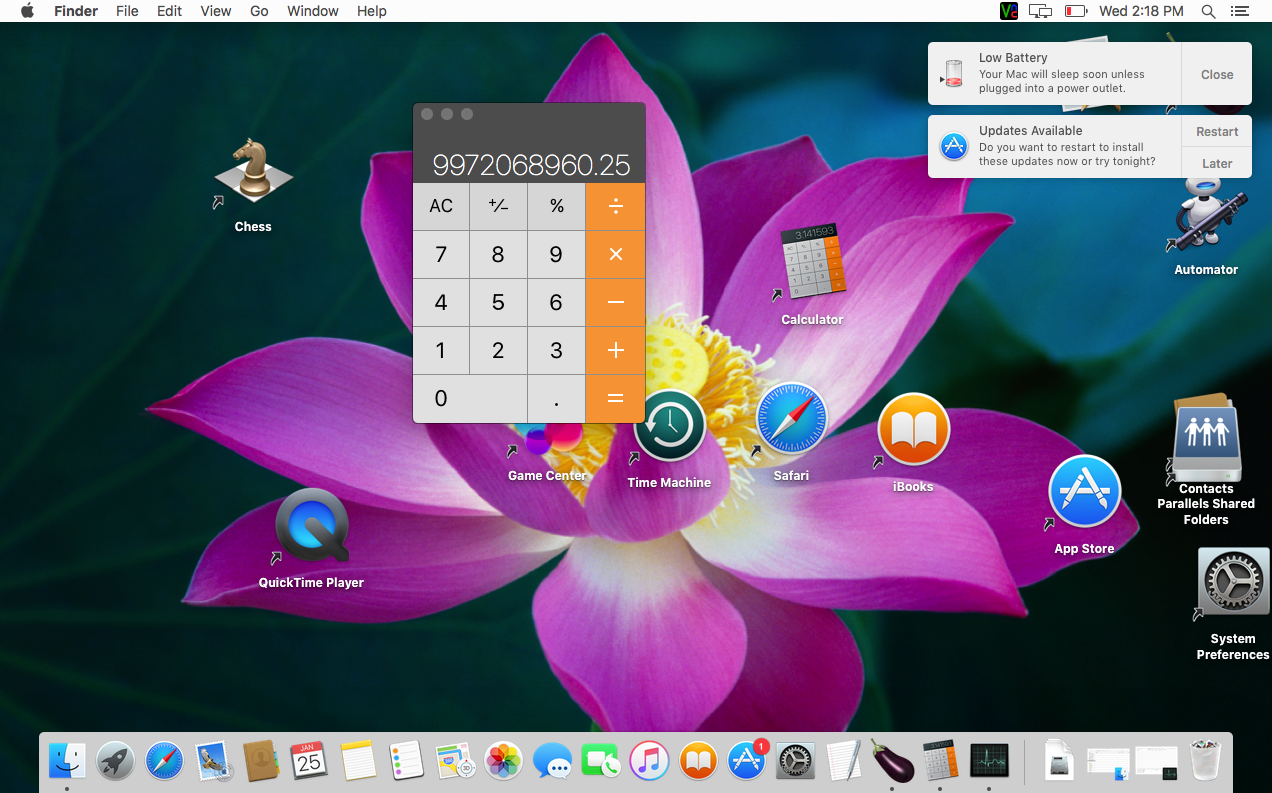 Finder File Edit View Go Window Help
Wed 2:18 PM
Low Battery
Your Mac will sleep soon unless
plugged into a power outlet.
Close
Updates Available
Do you want to restart to install
these updates now or try tonight?
Restart
Later
9972068960.25
AC +/− % ÷
7 8 9 ×
4 5 6 −
1 2 3 +
0 . =
Chess
3.141593
Calculator
Automator
Game Center
Time Machine
Safari
iBooks
Contacts
Parallels Shared
Folders
App Store
QuickTime Player
System
Preferences
JAN
25
1